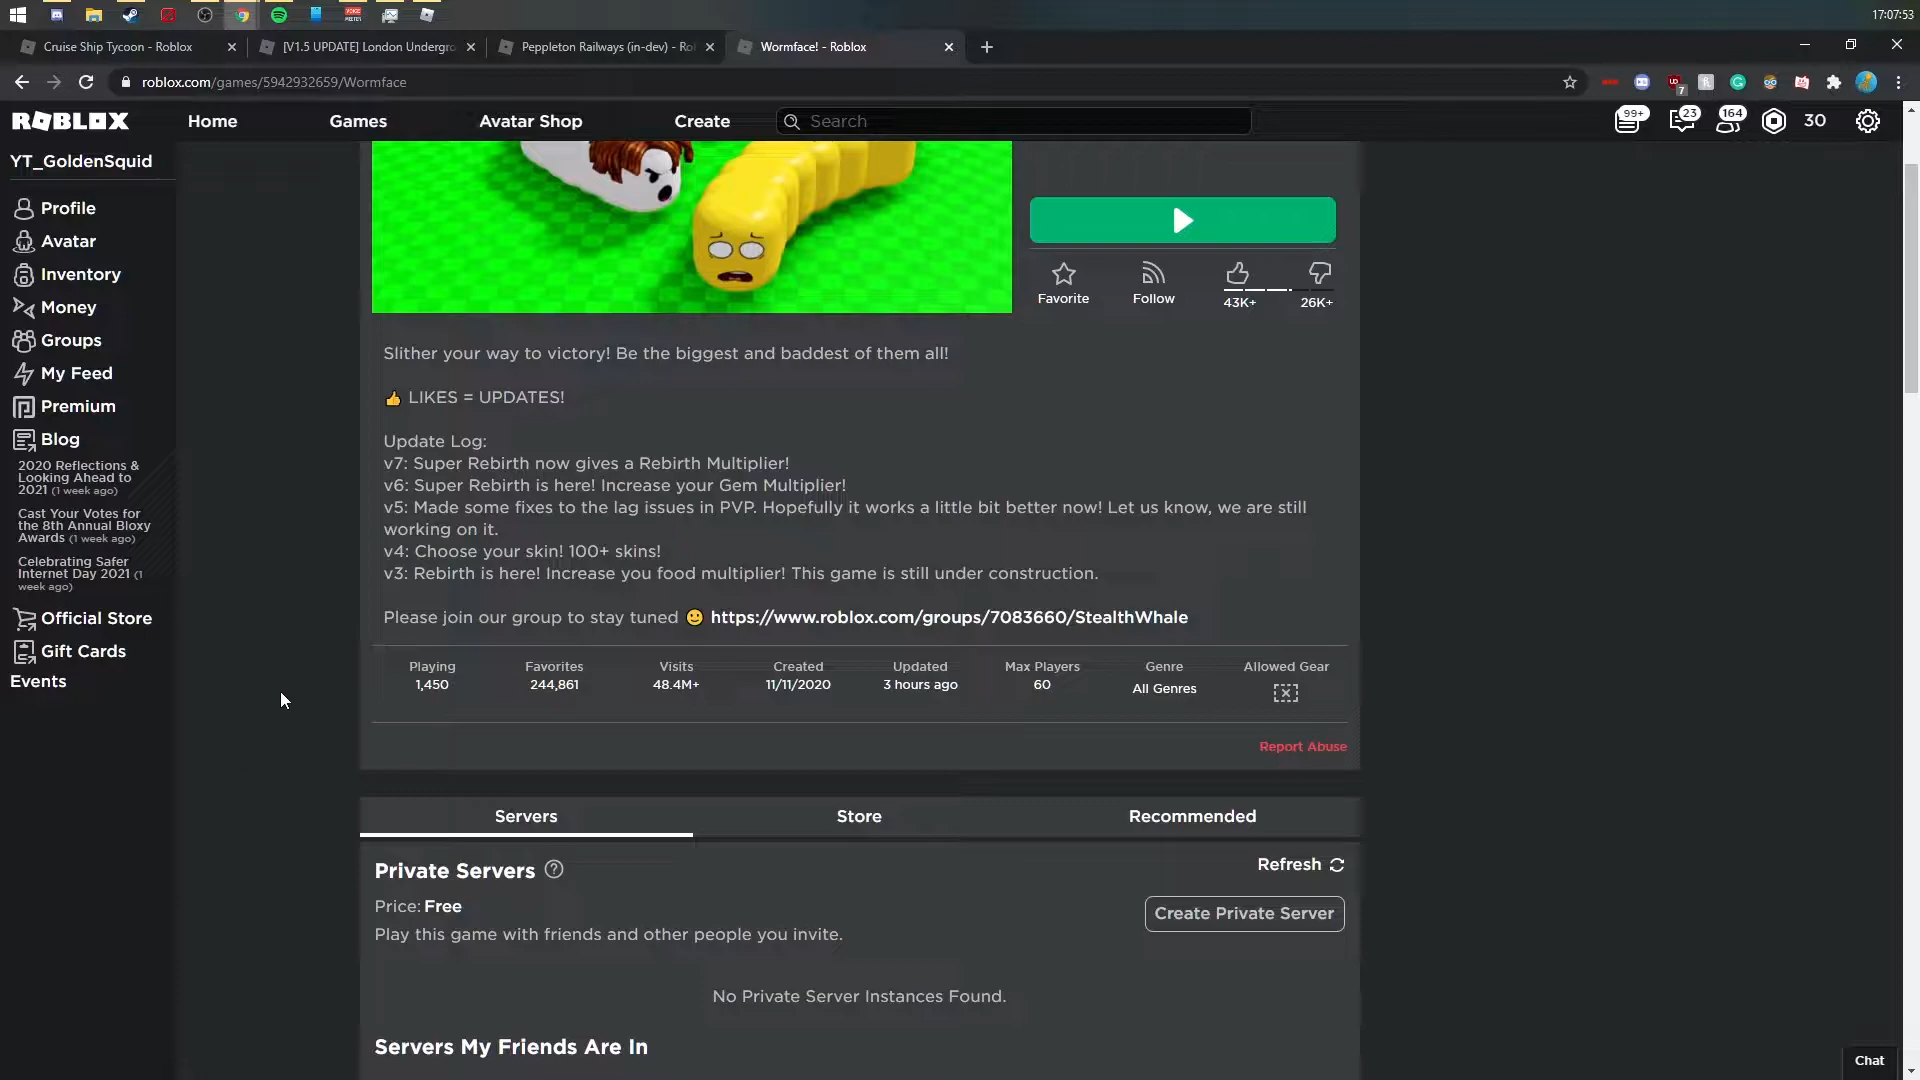 17:07:53
Cruise Ship Tycoon - Roblox
[V1.5 UPDATE] London Undergro
Peppleton Railways (in-dev) - Ro
Wormface! - Roblox
roblox.com/games/5942932659/Wormface
7
ROBLOX
Home
Games
Avatar Shop
Create
Search
99+
23
164
30
YT_GoldenSquid
Profile
Avatar
Inventory
Money
Groups
My Feed
Premium
Blog
2020 Reflections &
Looking Ahead to
2021 (1 week ago)
Cast Your Votes for
the 8th Annual Bloxy
Awards (1 week ago)
Celebrating Safer
Internet Day 2021 (1
week ago)
Official Store
Gift Cards
Events
Favorite
Follow
43K+
26K+
Slither your way to victory! Be the biggest and baddest of them all!
👍 LIKES = UPDATES!
Update Log:
v7: Super Rebirth now gives a Rebirth Multiplier!
v6: Super Rebirth is here! Increase your Gem Multiplier!
v5: Made some fixes to the lag issues in PVP. Hopefully it works a little bit better now! Let us know, we are still
working on it.
v4: Choose your skin! 100+ skins!
v3: Rebirth is here! Increase you food multiplier! This game is still under construction.
Please join our group to stay tuned 🙂 https://www.roblox.com/groups/7083660/StealthWhale
Playing
1,450
Favorites
244,861
Visits
48.4M+
Created
11/11/2020
Updated
3 hours ago
Max Players
60
Genre
All Genres
Allowed Gear
Report Abuse
Servers
Store
Recommended
Private Servers
Refresh
Price: Free
Create Private Server
Play this game with friends and other people you invite.
No Private Server Instances Found.
Servers My Friends Are In
Chat